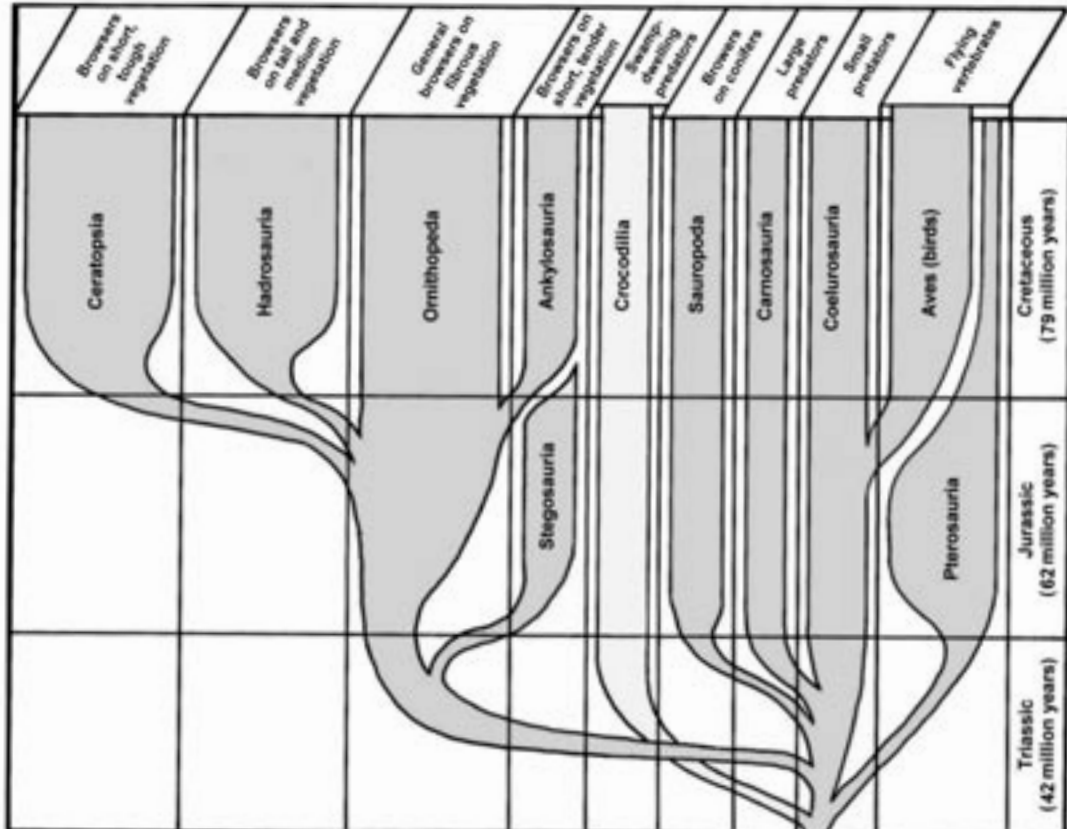 Browsers
on short,
tough
vegetation
Browsers
on tall and
medium
vegetation
General
browsers on
fibrous
vegetation
Browsers on
short, tender
vegetation
Swamp-
dwelling
predators
Browers
on conifers
Large
predators
Small
predators
Flying
vertebrates
Ceratopsia
Hadrosauria
Ornithopeda
Ankylosauria
Crocodilia
Sauropoda
Carnosauria
Coelurosauria
Aves (birds)
Cretaceous
(79 million years)
Stegosauria
Pterosauria
Jurassic
(62 million years)
Triassic
(42 million years)